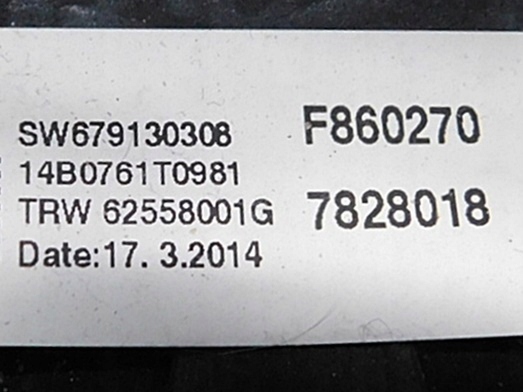 SW679130308
14B0761T0981
TRW 62558001G
Date:17. 3.2014
F860270
7828018